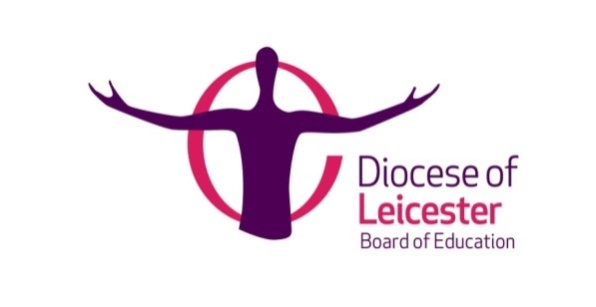 Diocese of
Leicester
Board of Education